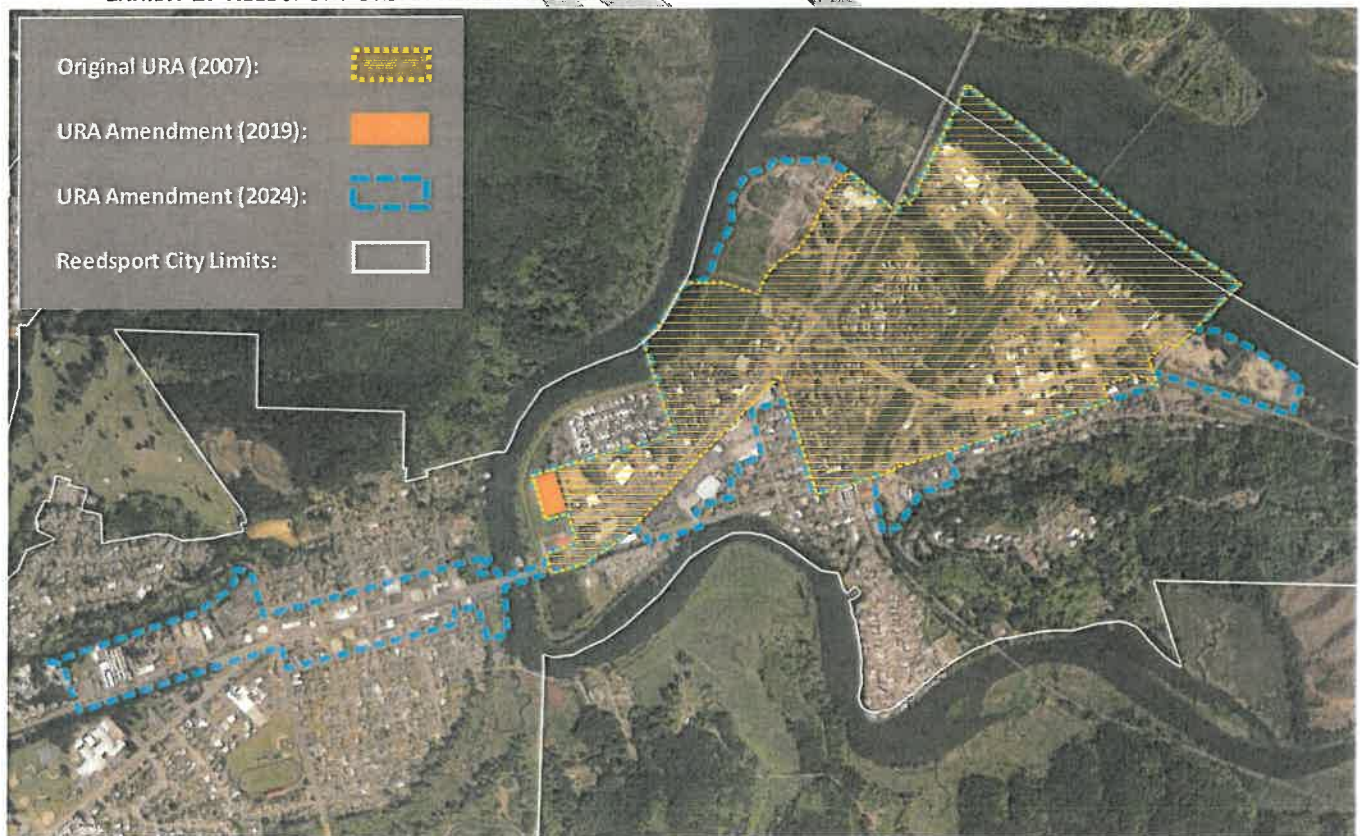 Original URA (2007):
URA Amendment (2019):
URA Amendment (2024):
Reedsport City Limits: